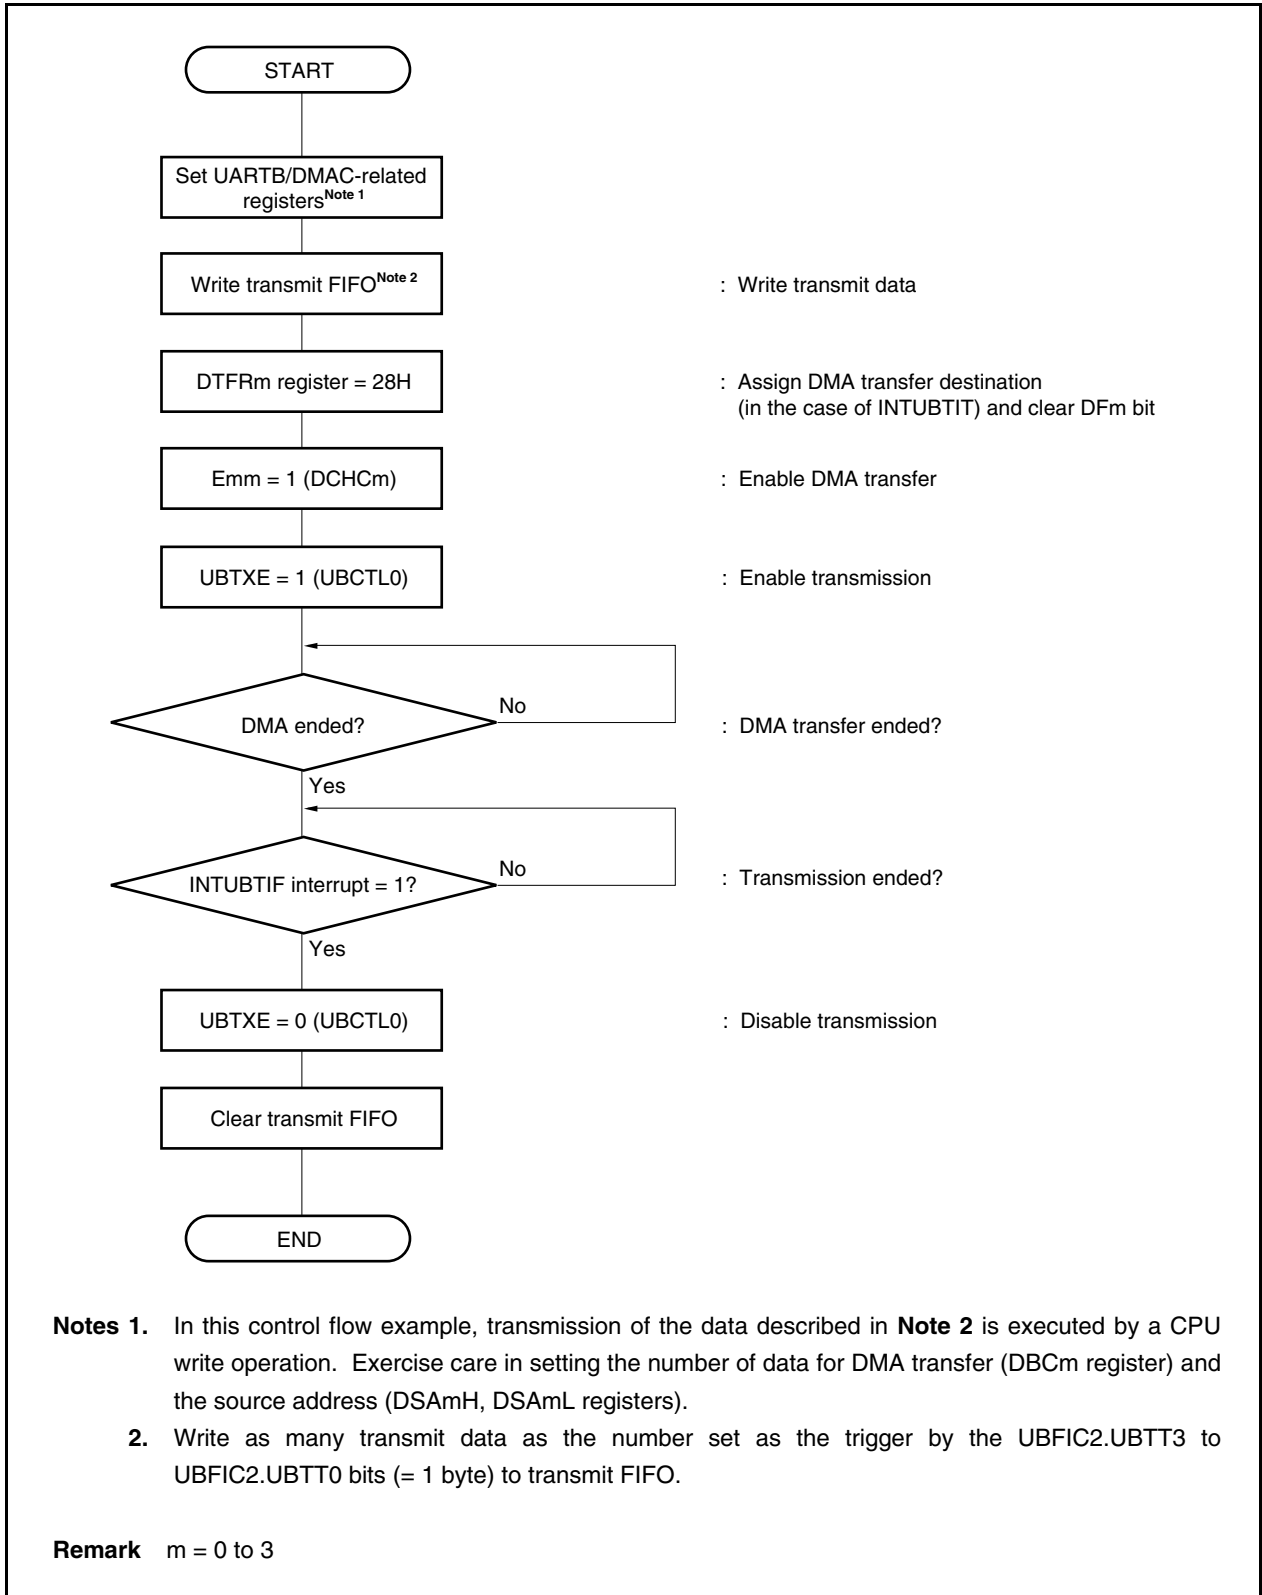 START
Set UARTB/DMAC-related
registersNote 1
Write transmit FIFONote 2
: Write transmit data
DTFRm register = 28H
: Assign DMA transfer destination
(in the case of INTUBTIT) and clear DFm bit
Emm = 1 (DCHCm)
: Enable DMA transfer
UBTXE = 1 (UBCTL0)
: Enable transmission
No
DMA ended?
: DMA transfer ended?
Yes
No
INTUBTIF interrupt = 1?
: Transmission ended?
Yes
UBTXE = 0 (UBCTL0)
: Disable transmission
Clear transmit FIFO
END
Notes 1. In this control flow example, transmission of the data described in Note 2 is executed by a CPU
write operation. Exercise care in setting the number of data for DMA transfer (DBCm register) and
the source address (DSAmH, DSAmL registers).
2. Write as many transmit data as the number set as the trigger by the UBFIC2.UBTT3 to
UBFIC2.UBTT0 bits (= 1 byte) to transmit FIFO.
Remark m = 0 to 3